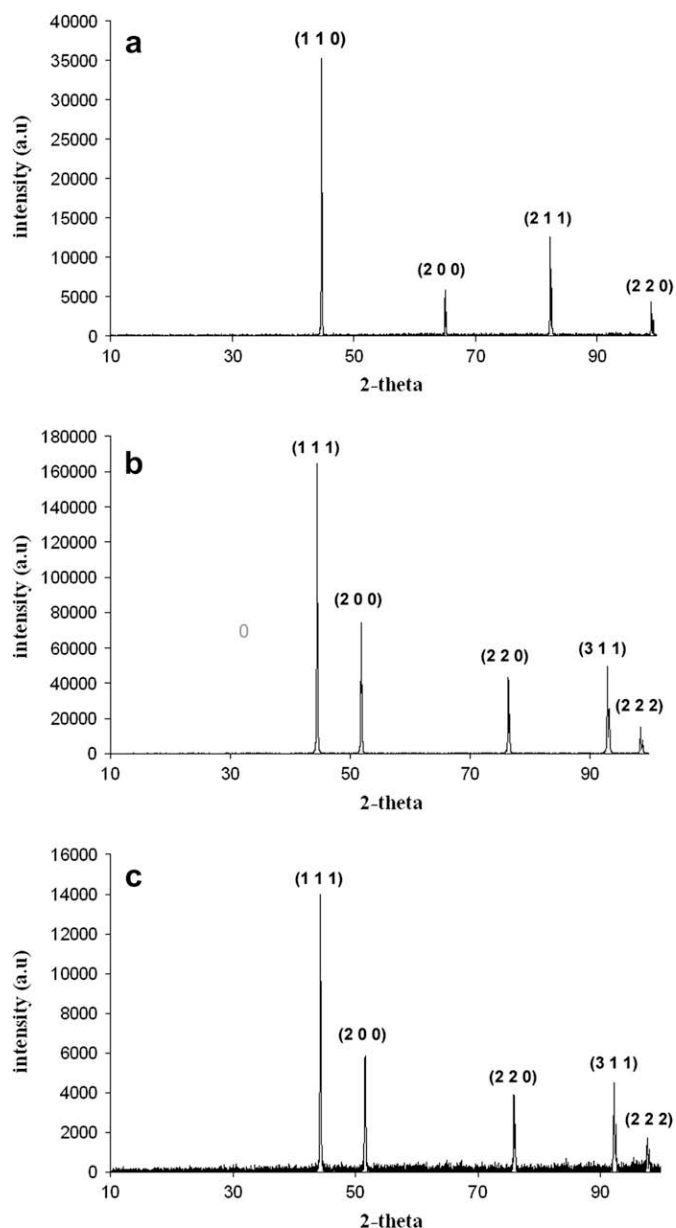 a
40000
35000
30000
25000
20000
15000
10000
5000
0
intensity (a.u)
(1 1 0)
(2 0 0)
(2 1 1)
(2 2 0)
10 30 50 70 90
2-theta
b
180000
160000
140000
120000
100000
80000
60000
40000
20000
0
intensity (a.u)
(1 1 1)
(2 0 0)
(2 2 0)
(3 1 1)
(2 2 2)
0
10 30 50 70 90
2-theta
c
16000
14000
12000
10000
8000
6000
4000
2000
0
intensity (a.u)
(1 1 1)
(2 0 0)
(2 2 0)
(3 1 1)
(2 2 2)
10 30 50 70 90
2-theta